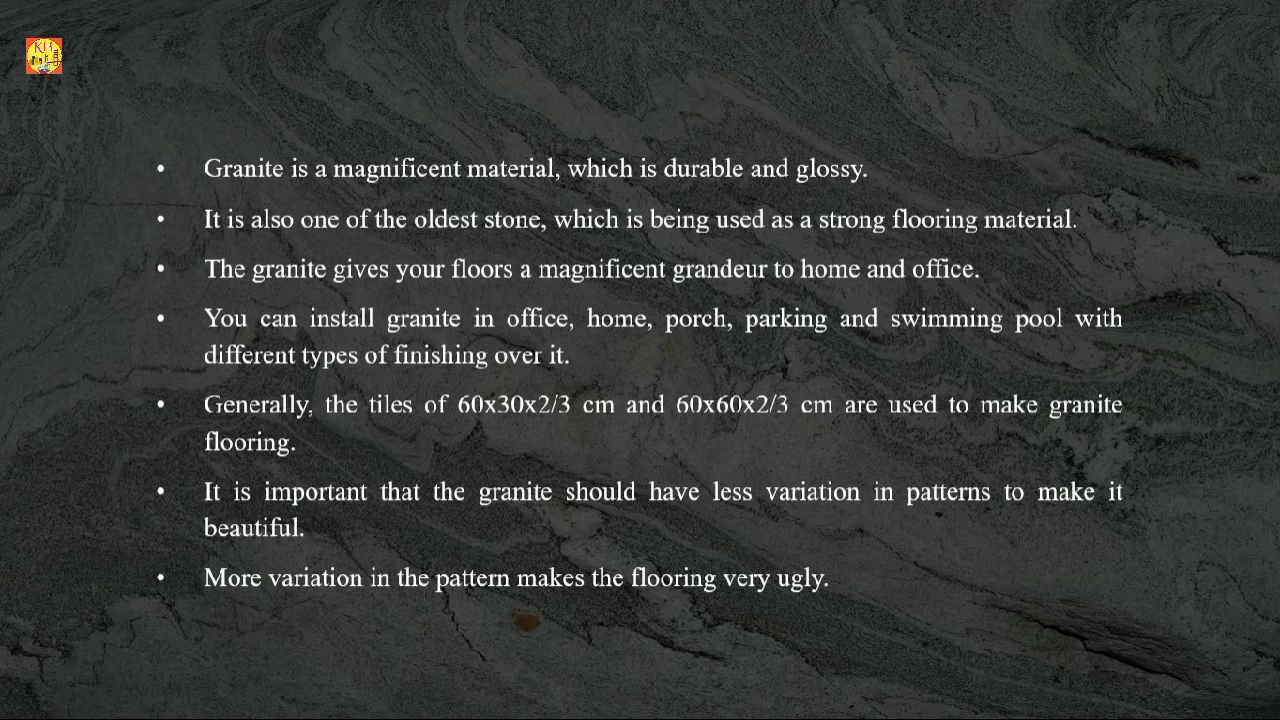 KB
• Granite is a magnificent material, which is durable and glossy.
• It is also one of the oldest stone, which is being used as a strong flooring material.
• The granite gives your floors a magnificent grandeur to home and office.
• You can install granite in office, home, porch, parking and swimming pool with
different types of finishing over it.
• Generally, the tiles of 60x30x2/3 cm and 60x60x2/3 cm are used to make granite
flooring.
• It is important that the granite should have less variation in patterns to make it
beautiful.
• More variation in the pattern makes the flooring very ugly.